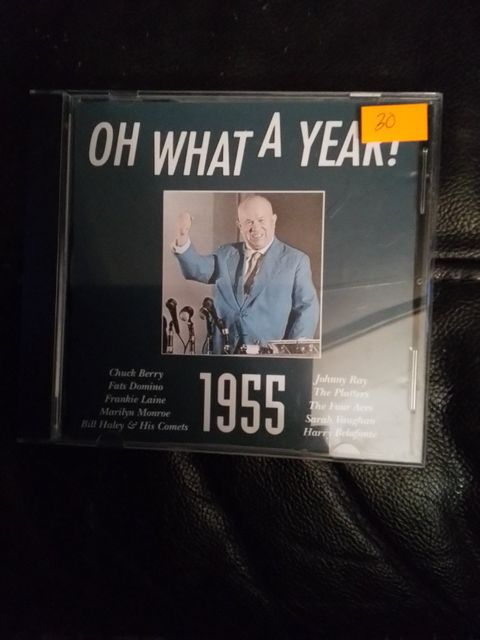 OH WHAT A YEAR!
30
Chuck Berry
Fats Domino
Frankie Laine
Marilyn Monroe
Bill Haley & His Comets
1955
Johnny Ray
The Platters
The Four Aces
Sarah Vaughan
Harry Belafonte